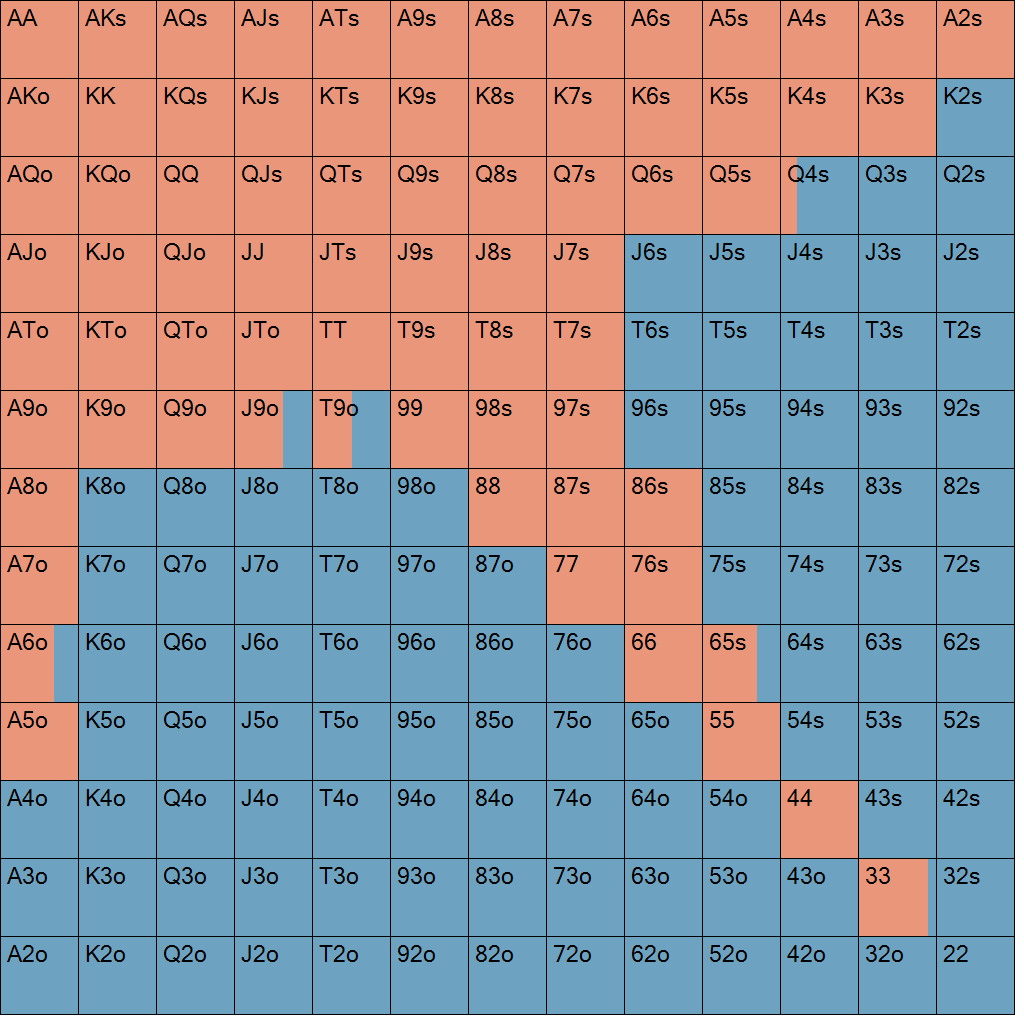 AA AKs AQs AJs ATs A9s A8s A7s A6s A5s A4s A3s A2s
AKo KK KQs KJs KTs K9s K8s K7s K6s K5s K4s K3s K2s
AQo KQo QQ QJs QTs Q9s Q8s Q7s Q6s Q5s Q4s Q3s Q2s
AJo KJo QJo JJ JTs J9s J8s J7s J6s J5s J4s J3s J2s
ATo KTo QTo JTo TT T9s T8s T7s T6s T5s T4s T3s T2s
A9o K9o Q9o J9o T9o 99 98s 97s 96s 95s 94s 93s 92s
A8o K8o Q8o J8o T8o 98o 88 87s 86s 85s 84s 83s 82s
A7o K7o Q7o J7o T7o 97o 87o 77 76s 75s 74s 73s 72s
A6o K6o Q6o J6o T6o 96o 86o 76o 66 65s 64s 63s 62s
A5o K5o Q5o J5o T5o 95o 85o 75o 65o 55 54s 53s 52s
A4o K4o Q4o J4o T4o 94o 84o 74o 64o 54o 44 43s 42s
A3o K3o Q3o J3o T3o 93o 83o 73o 63o 53o 43o 33 32s
A2o K2o Q2o J2o T2o 92o 82o 72o 62o 52o 42o 32o 22